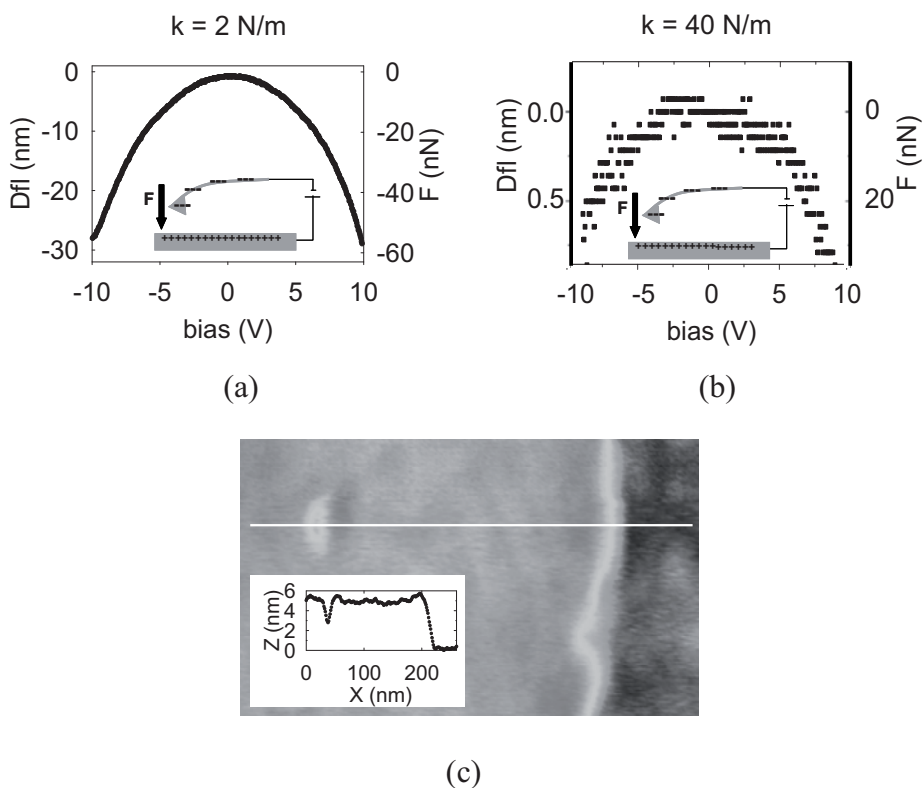 k = 2 N/m
k = 40 N/m
0
-10
-20
-30
Dfl (nm)
0
-20
-40
-60
F (nN)
F
-10
-5
0
5
10
bias (V)
(a)
0.0
0.5
Dfl (nm)
0
20
F (nN)
F
-10
-5
0
5
10
bias (V)
(b)
6
4
2
0
Z (nm)
0
100
200
X (nm)
(c)